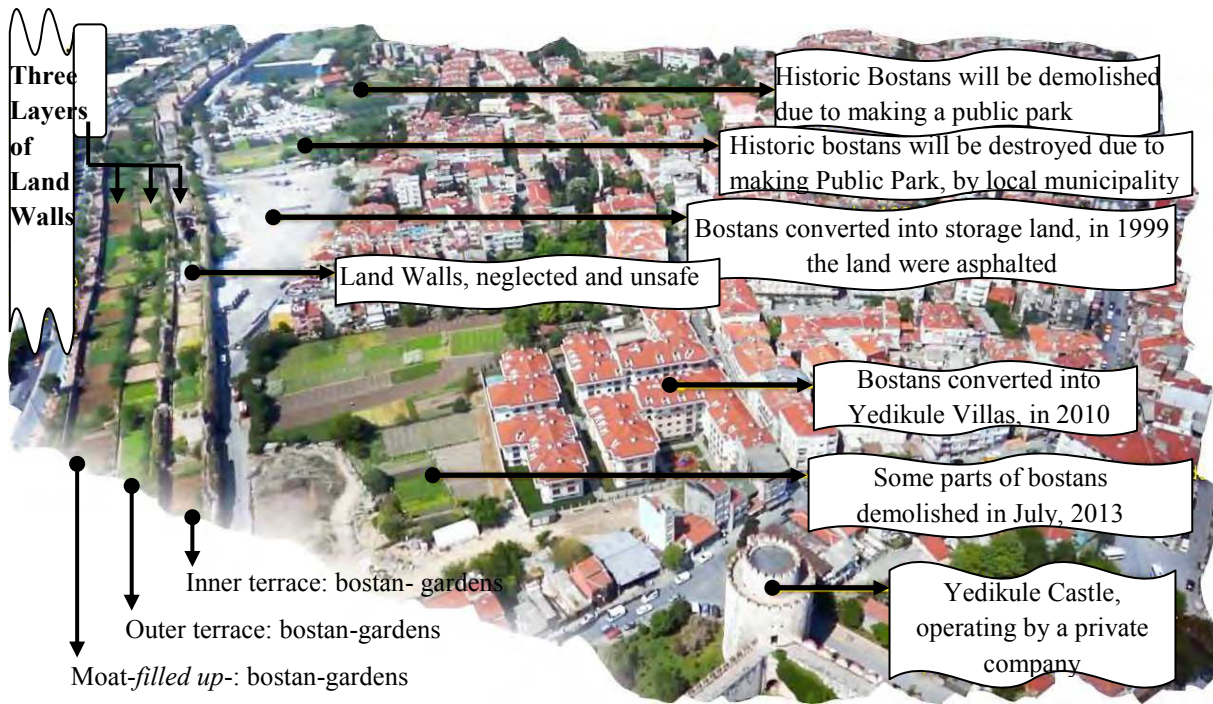 Three
Layers
of
Land
Walls
Historic Bostans will be demolished
due to making a public park
Historic bostans will be destroyed due to
making Public Park, by local municipality
Bostans converted into storage land, in 1999
the land were asphalted
Land Walls, neglected and unsafe
Bostans converted into
Yedikule Villas, in 2010
Some parts of bostans
demolished in July, 2013
Yedikule Castle,
operating by a private
company
Inner terrace: bostan- gardens
Outer terrace: bostan-gardens
Moat-filled up-: bostan-gardens